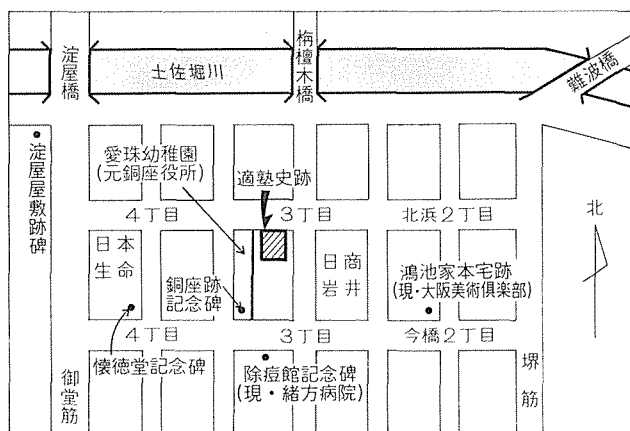 淀屋橋
土佐堀川
栴檀木橋
難波橋
淀屋屋敷跡碑
愛珠幼稚園
(元銅座役所)
適塾史跡
4丁目
3丁目
北浜2丁目
北
日本
生命
銅座跡
記念碑
日商
岩井
鴻池家本宅跡
(現・大阪美術倶楽部)
4丁目
3丁目
今橋2丁目
懐徳堂記念碑
除痘館記念碑
(現・緒方病院)
御堂筋
堺筋